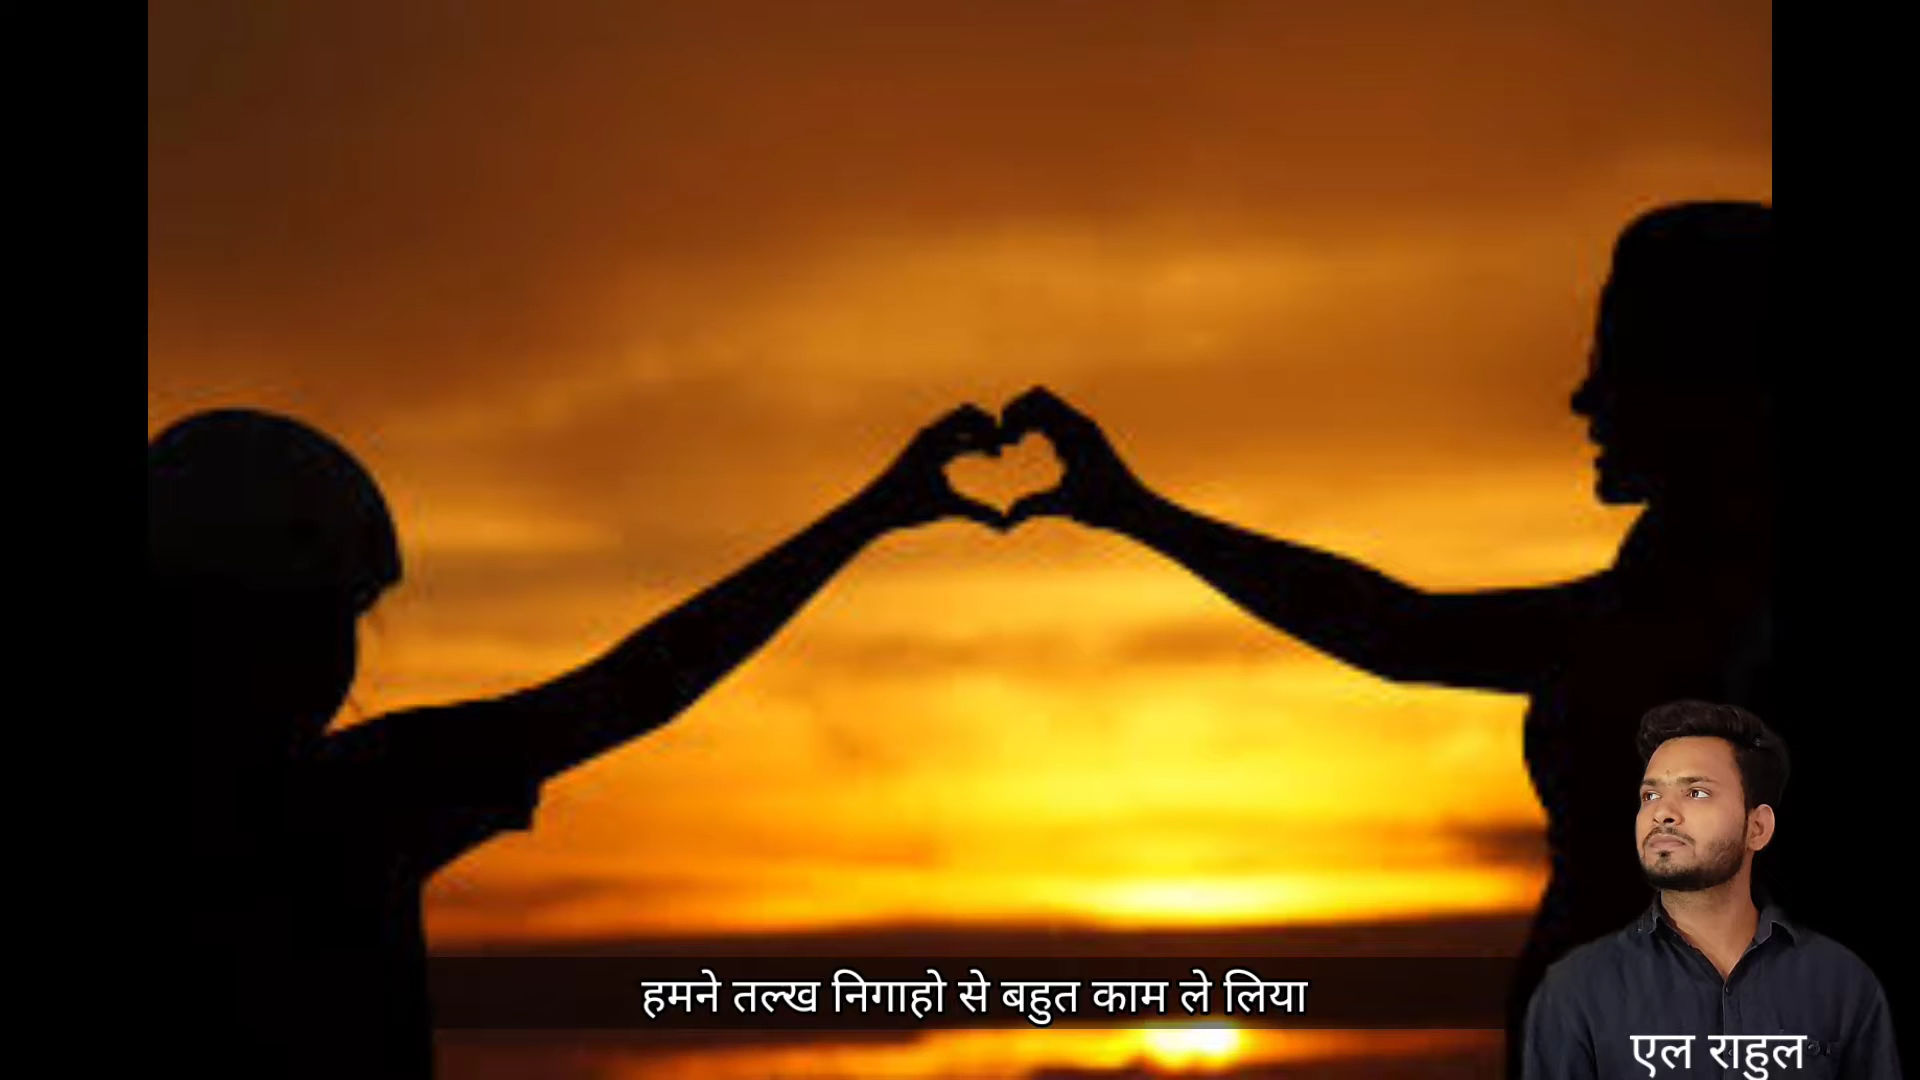 हमने तल्ख निगाहो से बहुत काम ले लिया
एल राहुल